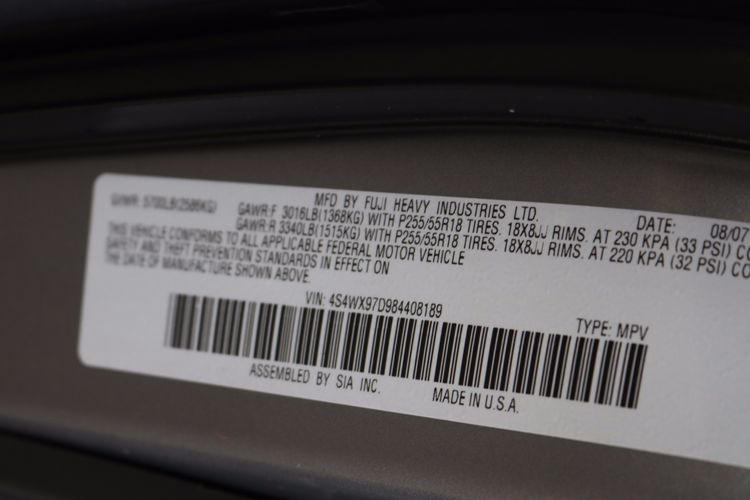 MFD BY FUJI HEAVY INDUSTRIES LTD. DATE: 08/07
GVWR: 5700LB(2586KG)
GAWR:F 3016LB(1368KG) WITH P255/55R18 TIRES. 18X8JJ RIMS. AT 230 KPA (33 PSI) CO
GAWR:R 3340LB(1515KG) WITH P255/55R18 TIRES. 18X8JJ RIMS. AT 220 KPA (32 PSI) CO
THIS VEHICLE CONFORMS TO ALL APPLICABLE FEDERAL MOTOR VEHICLE
SAFETY AND THEFT PREVENTION STANDARDS IN EFFECT ON
THE DATE OF MANUFACTURE SHOWN ABOVE.
VIN: 4S4WX97D984408189 TYPE: MPV
ASSEMBLED BY SIA INC. MADE IN U.S.A.